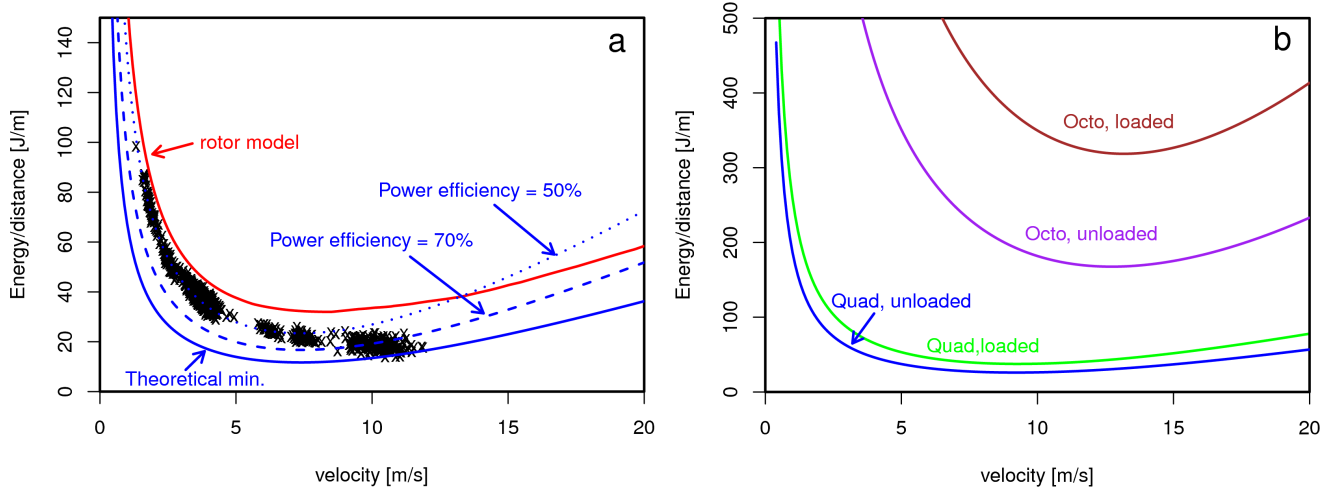 a
rotor model
Power efficiency = 50%
Power efficiency = 70%
Theoretical min.
Energy/distance [J/m]
0
20
40
60
80
100
120
140
0 5 10 15 20
velocity [m/s]
b
Octo, loaded
Octo, unloaded
Quad, unloaded
Quad,loaded
Energy/distance [J/m]
0
100
200
300
400
500
0 5 10 15 20
velocity [m/s]